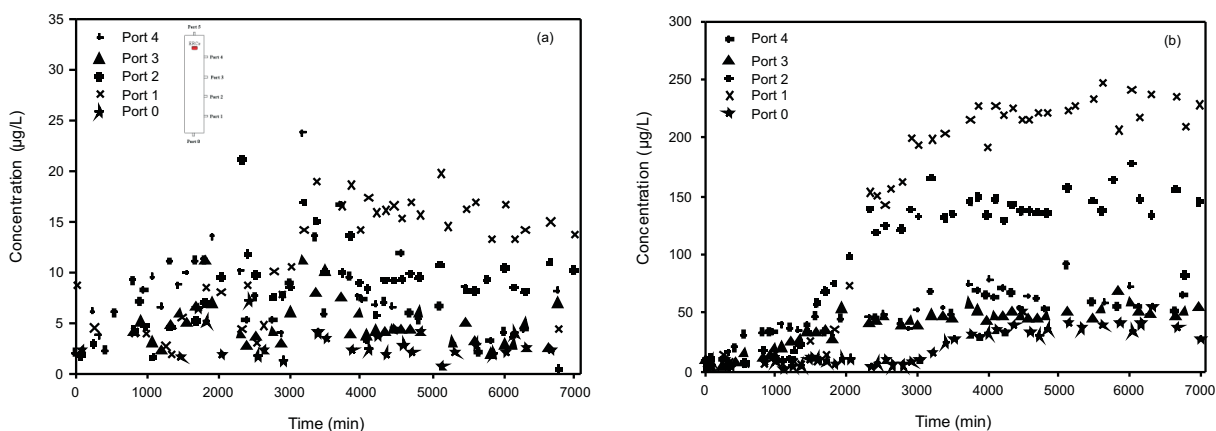 35
30
25
20
15
10
5
0
0
1000
2000
3000
4000
5000
6000
7000
Concentration (µg/L)
Time (min)
(a)
Port 4
Port 3
Port 2
Port 1
Port 0
Port 5
ERCs
Port 4
Port 3
Port 2
Port 1
Port 0
300
250
200
150
100
50
0
0
1000
2000
3000
4000
5000
6000
7000
Concentration (µg/L)
Time (min)
(b)
Port 4
Port 3
Port 2
Port 1
Port 0